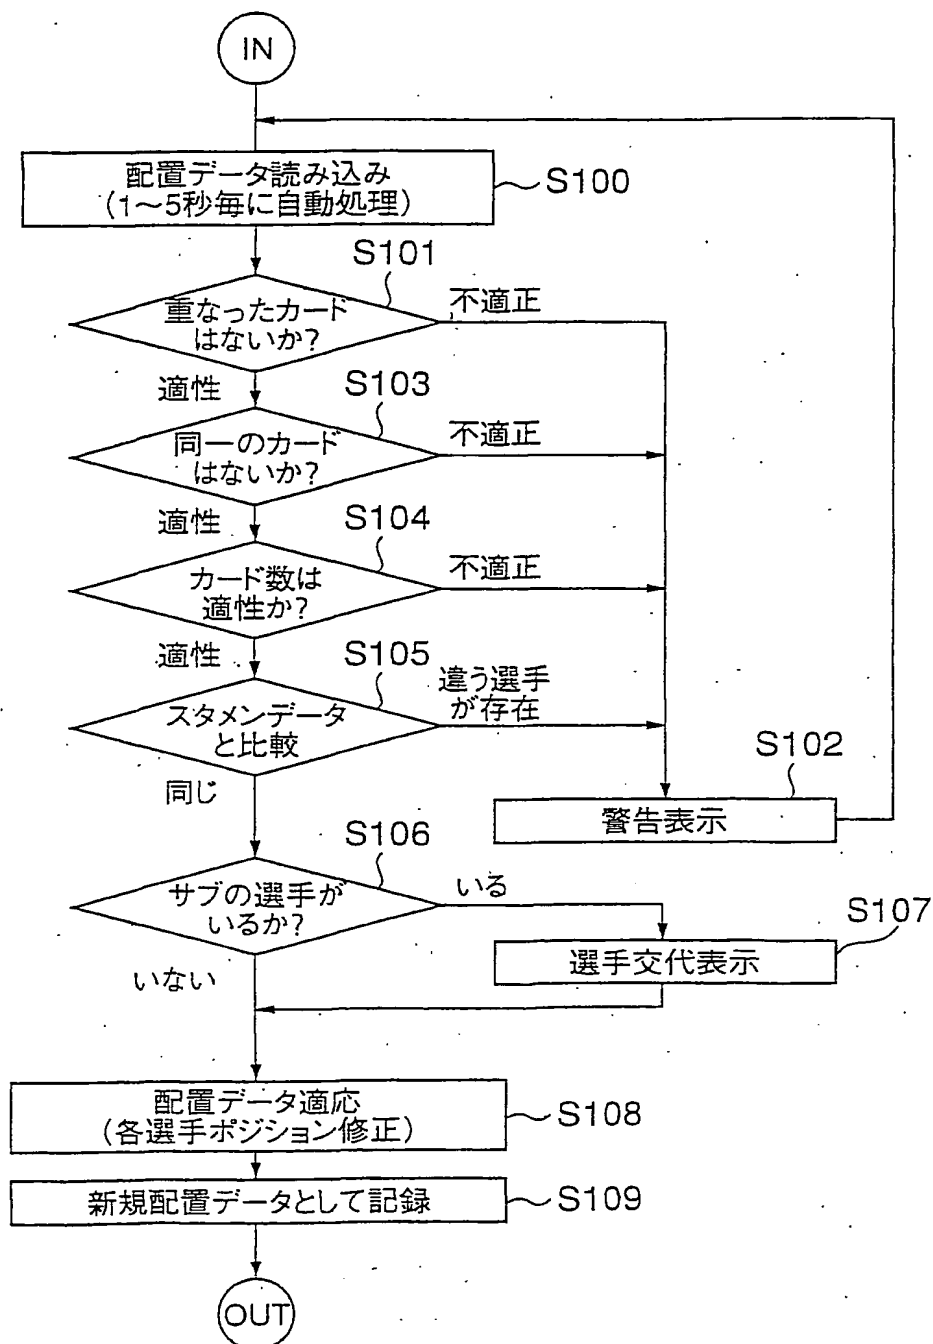 IN
配置データ読み込み
(1～5秒毎に自動処理)
S100
S101
重なったカード
はないか?
不適正
適性
S103
同一のカード
はないか?
不適正
適性
S104
カード数は
適性か?
不適正
適性
S105
スタメンデータ
と比較
違う選手
が存在
同じ
S102
警告表示
S106
サブの選手が
いるか?
いる
いない
S107
選手交代表示
配置データ適応
(各選手ポジション修正)
S108
新規配置データとして記録
S109
OUT